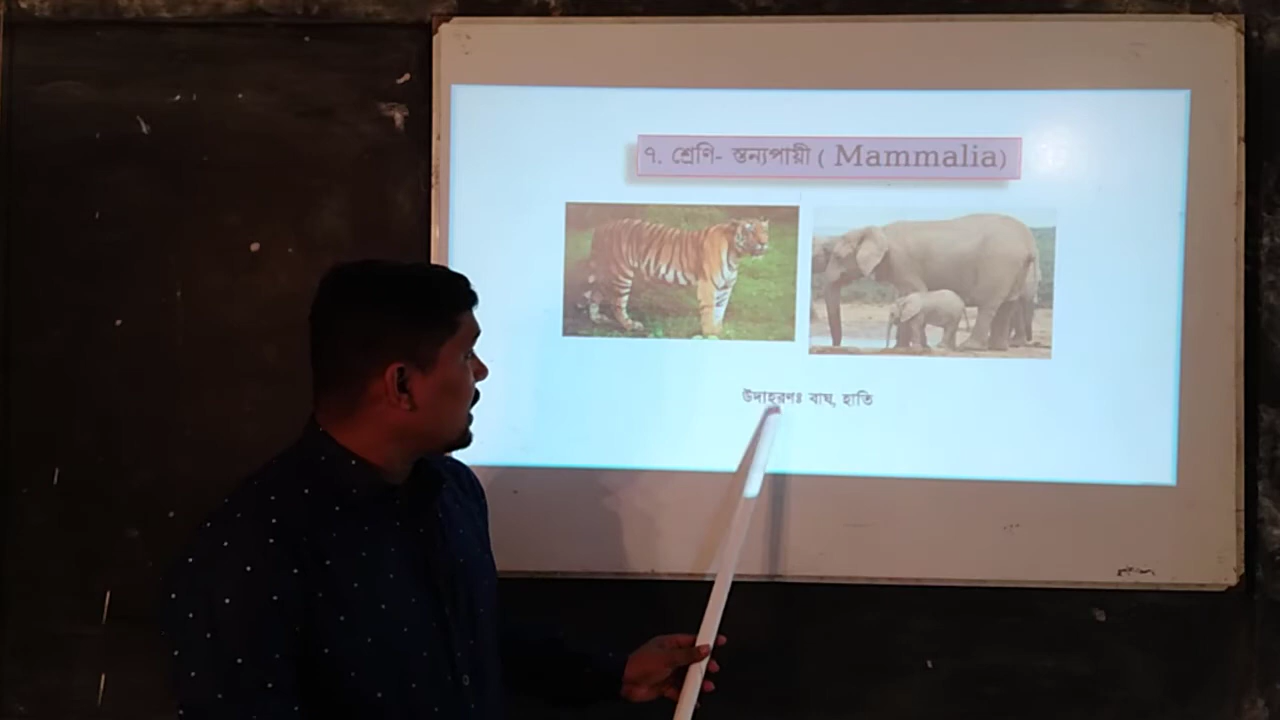 ৭. শ্রেণি- স্তন্যপায়ী ( Mammalia)
উদাহরণঃ বাঘ, হাতি